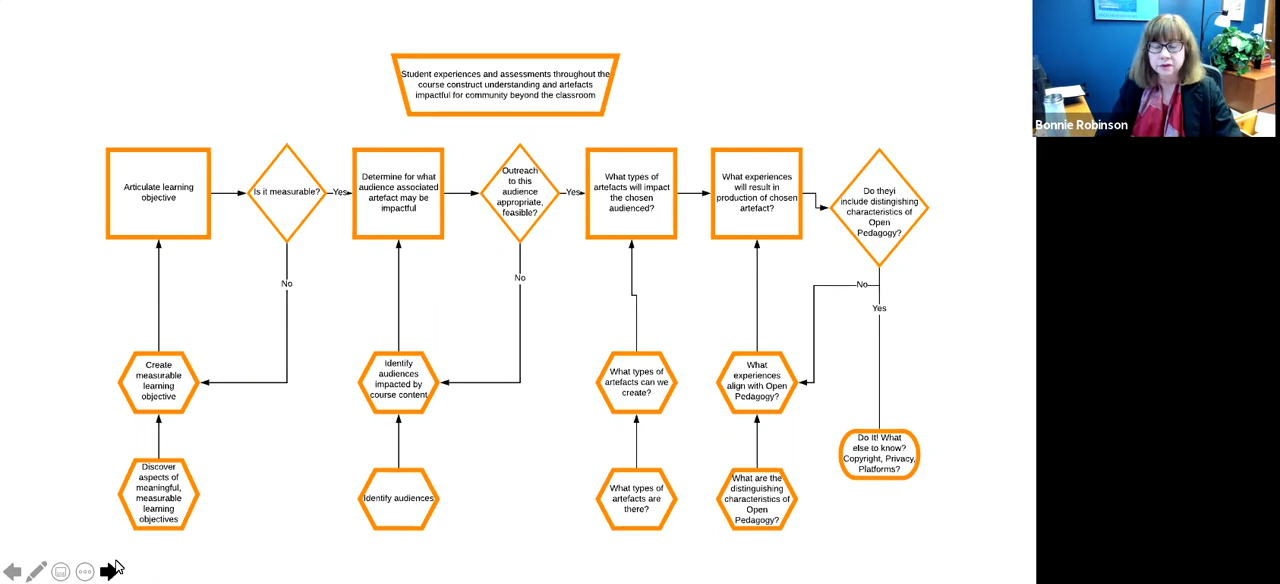 Student experiences and assessments throughout the
course construct understanding and artefacts
impactful for community beyond the classroom
Articulate learning
objective
Is it measurable?
Yes
Determine for what
audience associated
artefact may be
impactful
Outreach
to this
audience
appropriate,
feasible?
Yes
What types of
artefacts will impact
the chosen
audienced?
What experiences
will result in
production of chosen
artefact?
Do theyi
include distingishing
characteristics of
Open
Pedagogy?
No
No
No
Yes
Create
measurable
learning
objective
Identify
audiences
impacted by
course content
What types of
artefacts can we
create?
What
experiences
align with Open
Pedagogy?
Do It! What
else to know?
Copyright, Privacy,
Platforms?
Discover
aspects of
meaningful,
measurable
learning
objectives
Identify audiences
What types of
artefacts are
there?
What are the
distinguishing
characteristics of
Open
Pedagogy?
Bonnie Robinson